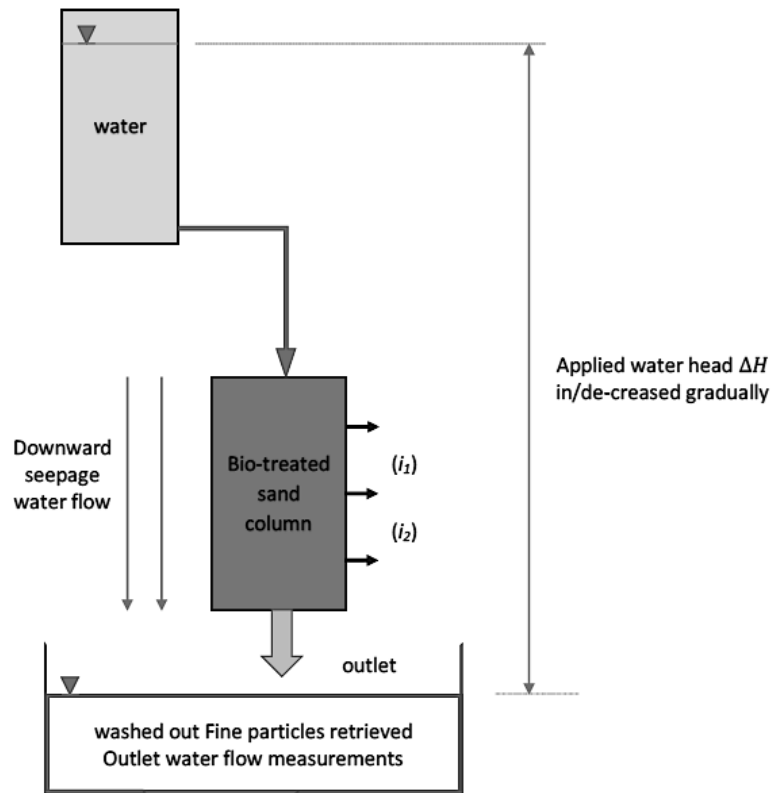 water
Applied water head ΔH
in/de-creased gradually
Downward
seepage
water flow
Bio-treated
sand
column
(i₁)
(i₂)
outlet
washed out Fine particles retrieved
Outlet water flow measurements